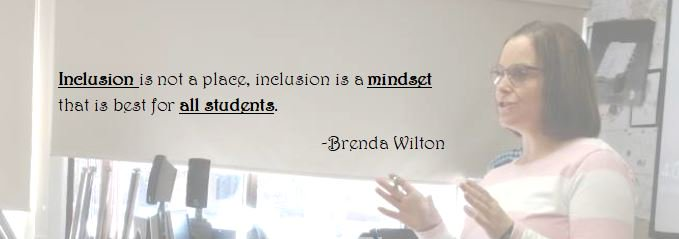 Inclusion is not a place, inclusion is a mindset
that is best for all students.
-Brenda Wilton